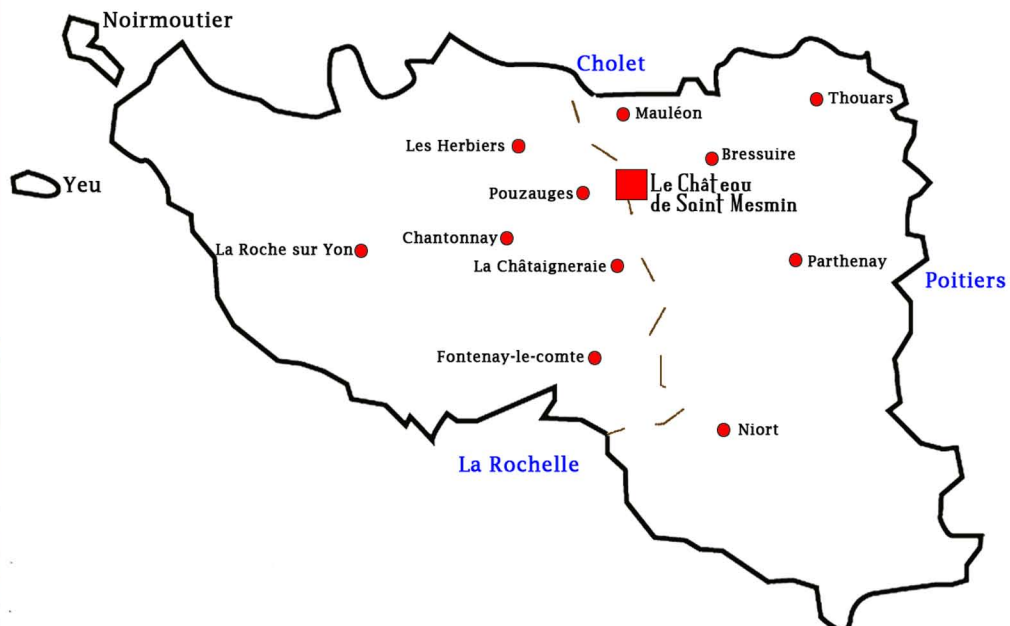 Noirmoutier
Cholet
Thouars
Mauléon
Les Herbiers
Bressuire
Yeu
Pouzauges
Le Château
de Saint Mesmin
Chantonnay
La Roche sur Yon
La Châtaigneraie
Parthenay
Poitiers
Fontenay-le-comte
Niort
La Rochelle